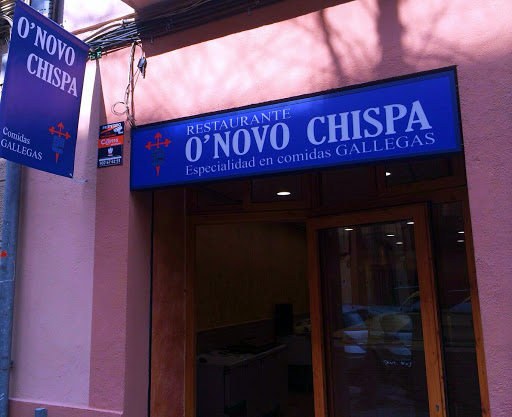 O'NOVO
CHISPA
Comidas
GALLEGAS
RESTAURANTE
O'NOVO CHISPA
Especialidad en comidas GALLEGAS